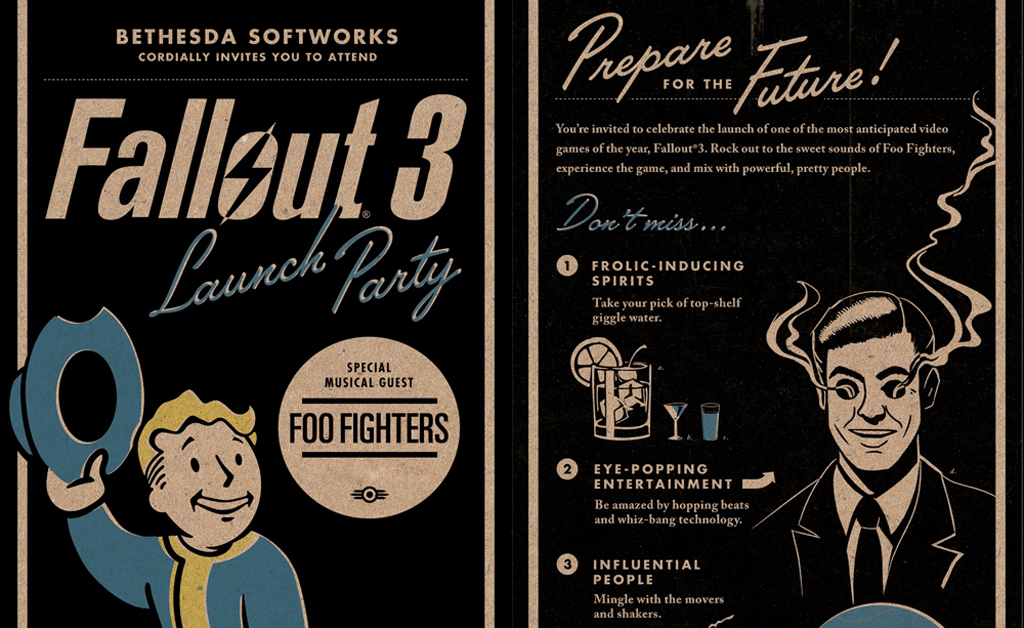 BETHESDA SOFTWORKS
CORDIALLY INVITES YOU TO ATTEND
Fallout® 3
Launch Party
SPECIAL
MUSICAL GUEST
FOO FIGHTERS
Prepare
FOR THE Future!
You're invited to celebrate the launch of one of the most anticipated video
games of the year, Fallout®3. Rock out to the sweet sounds of Foo Fighters,
experience the game, and mix with powerful, pretty people.
Don't miss...
1 FROLIC-INDUCING
SPIRITS
Take your pick of top-shelf
giggle water.
2 EYE-POPPING
ENTERTAINMENT
Be amazed by hopping beats
and whiz-bang technology.
3 INFLUENTIAL
PEOPLE
Mingle with the movers
and shakers.